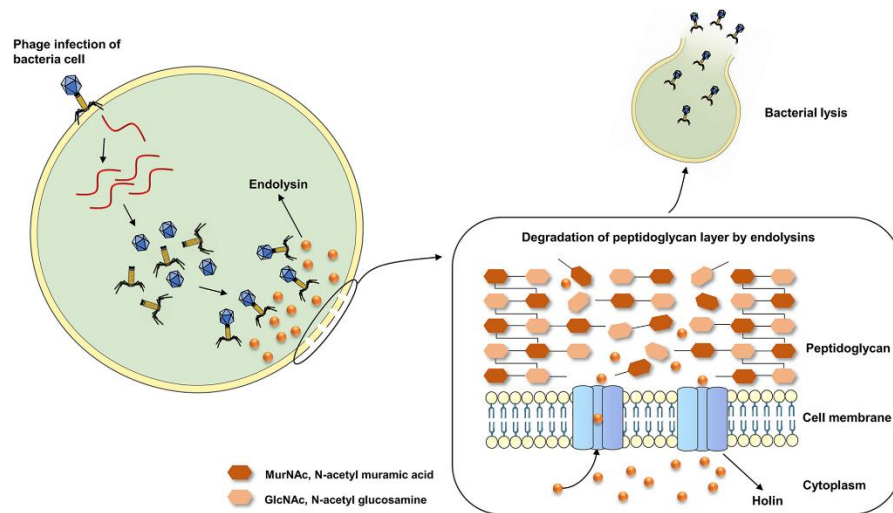 Phage infection of
bacteria cell
Endolysin
Bacterial lysis
Degradation of peptidoglycan layer by endolysins
Peptidoglycan
Cell membrane
Cytoplasm
Holin
MurNAc, N-acetyl muramic acid
GlcNAc, N-acetyl glucosamine